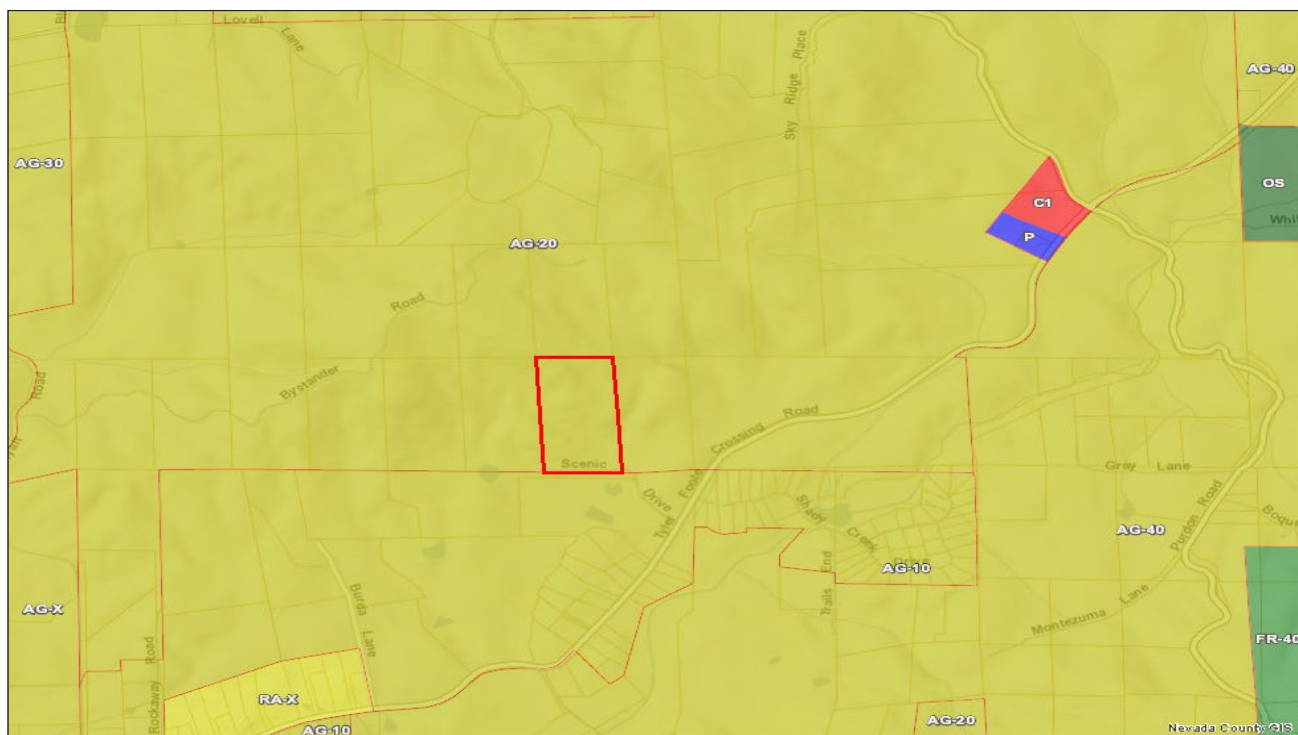 Lovell
Lane
Sky Ridge Place
AG-40
AG-30
OS
C1
P
AG-20
Road
Road
Bystander
Tyler Foote Crossing Road
Scenic
Drive
Gray Lane
Shady Creek Drive
Purdon Road
AG-40
AG-10
Trails End
AG-X
Burda Lane
Montezuma Lane
FR-40
Rockaway Road
RA-X
AG-10
AG-20
Nevada County GIS